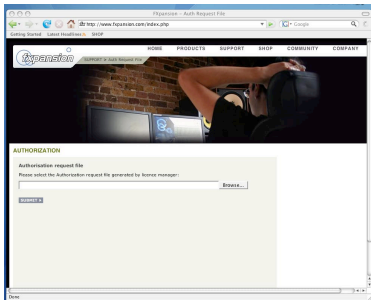 FXpansion - Auth Request File
http://www.fxpansion.com/index.php
Google
Getting Started Latest Headlines SHOP
HOME PRODUCTS SUPPORT SHOP COMMUNITY COMPANY
fxpansion
SUPPORT > Auth Request File
AUTHORIZATION
Authorisation request file
Please select the Authorisation request file generated by licence manager:
Browse...
SUBMIT
Done